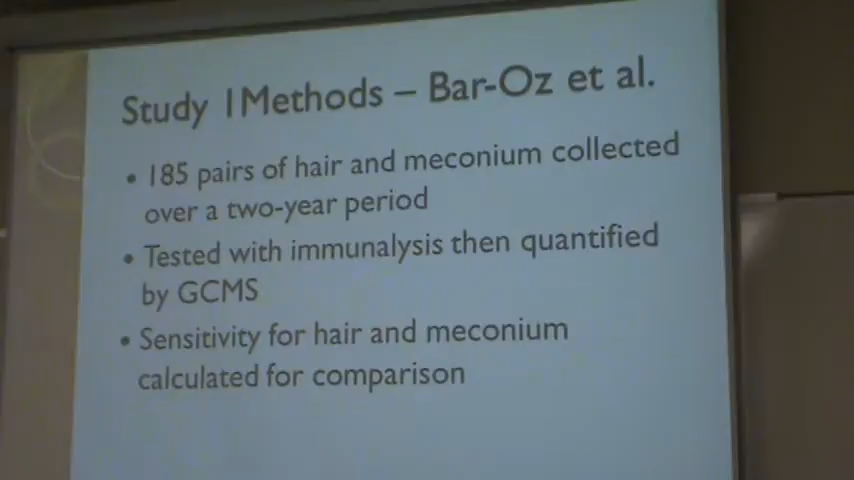 Study 1Methods – Bar-Oz et al.
• 185 pairs of hair and meconium collected
over a two-year period
• Tested with immunalysis then quantified
by GCMS
• Sensitivity for hair and meconium
calculated for comparison